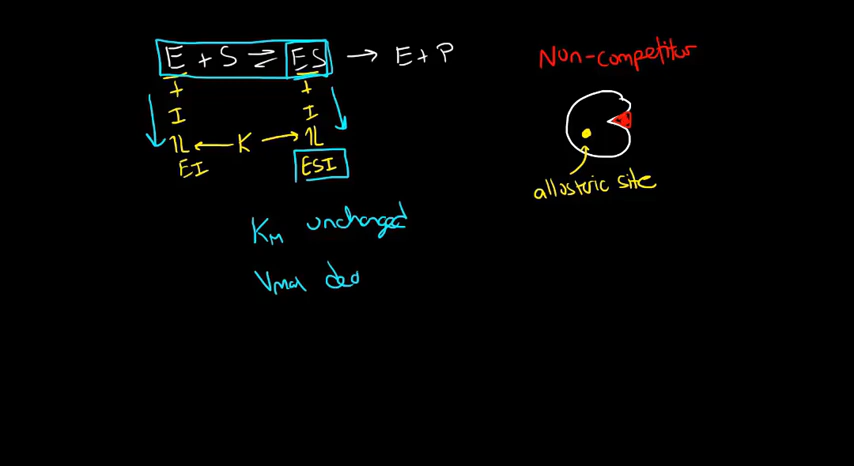 E + S ⇌ ES → E + P
+ +
I I
⥮ ← K → ⥮
EI ESI
Non-competitor
allosteric site
KM unchanged
Vmax dec